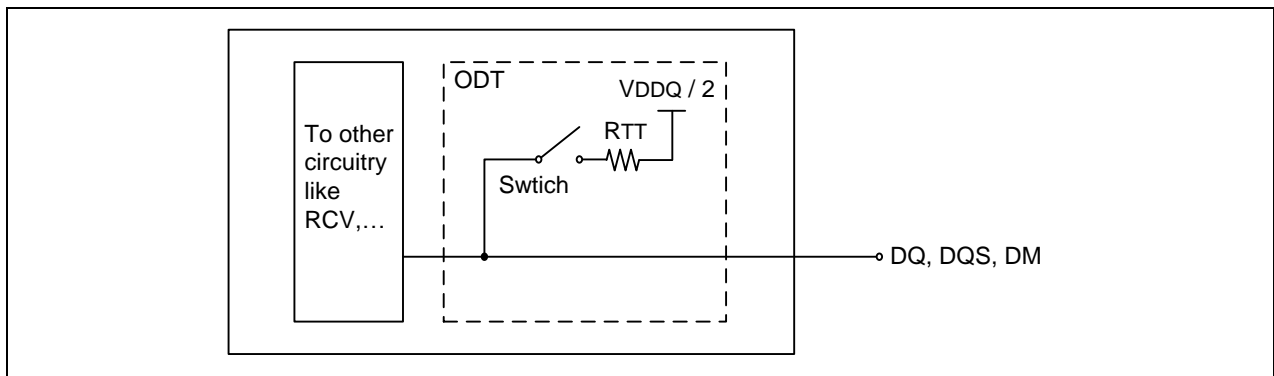 ODT
VDDQ / 2
To other
circuitry
like
RCV,…
RTT
Swtich
DQ, DQS, DM